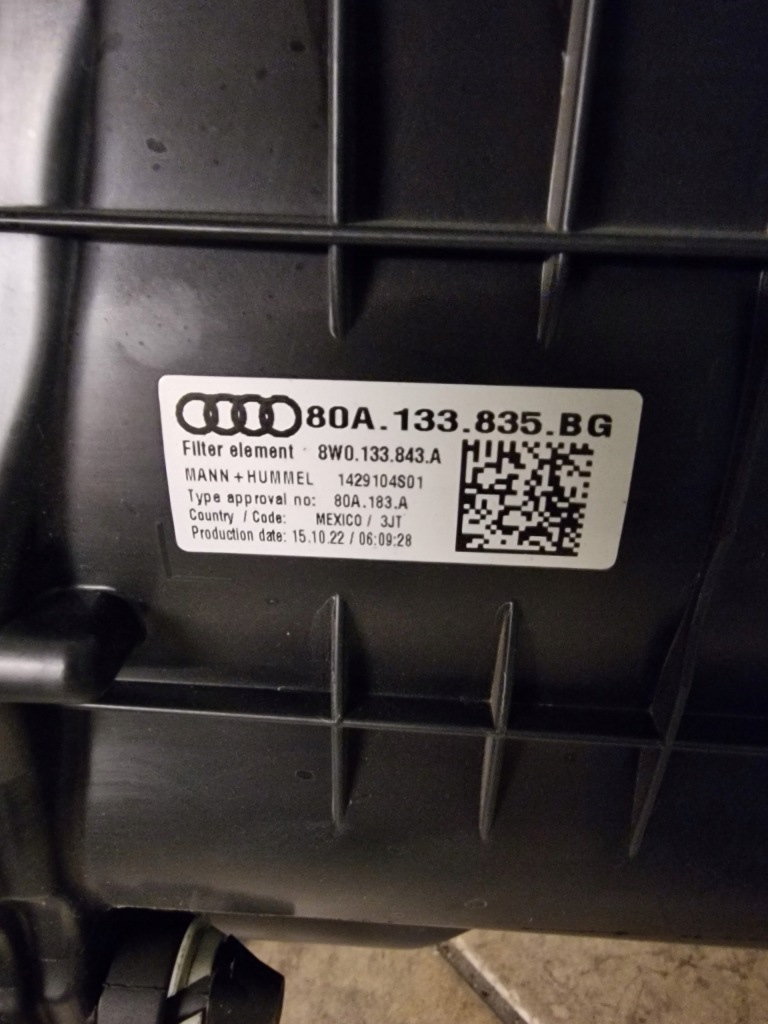 80A.133.835.BG
Filter element 8W0.133.843.A
MANN+HUMMEL 1429104S01
Type approval no: 80A.183.A
Country / Code: MEXICO / 3JT
Production date: 15.10.22 / 06:09:28